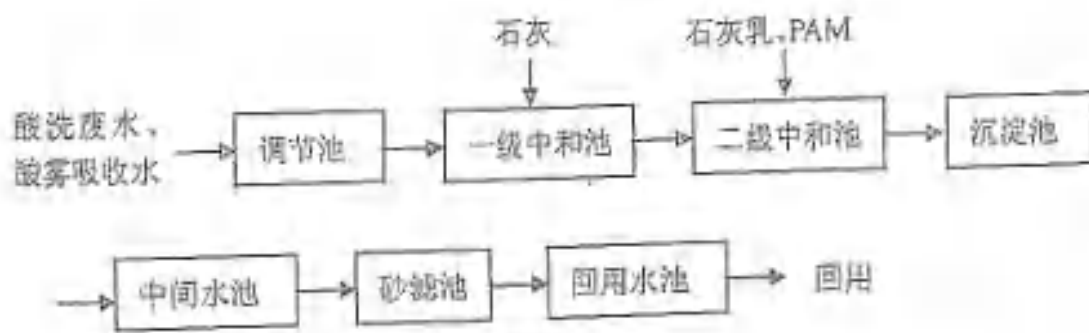 石灰
石灰乳、PAM
酸洗废水、
酸雾吸收水
调节池
一级中和池
二级中和池
沉淀池
中间水池
砂滤池
回用水池
回用